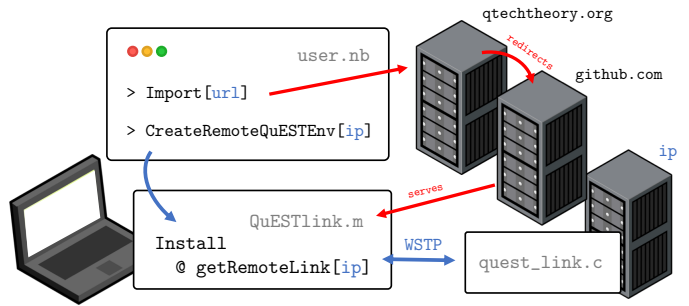 qtechtheory.org
redirects
user.nb
github.com
> Import[url]
> CreateRemoteQuESTEnv[ip]
ip
serves
QuESTlink.m
Install
@ getRemoteLink[ip]
WSTP
quest_link.c